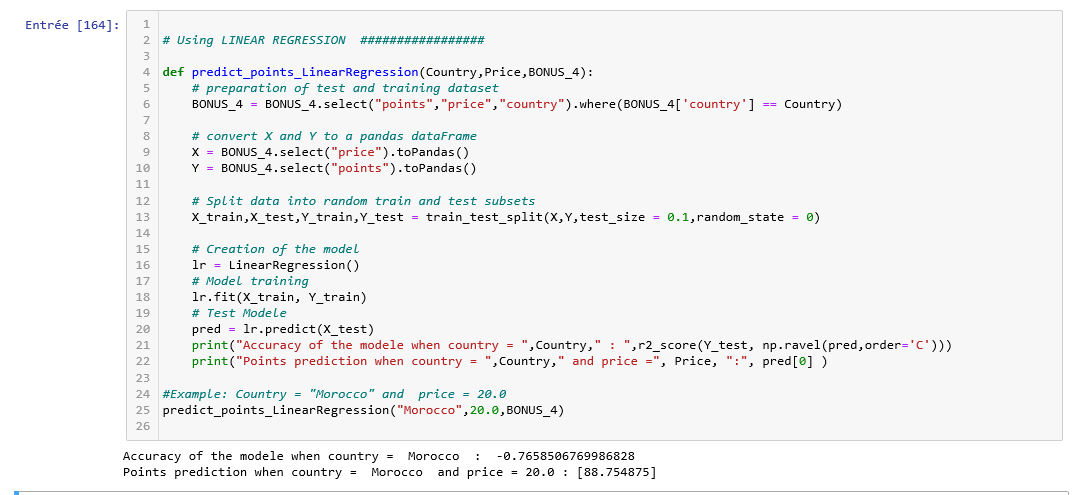 Entrée [164]:
1
2 # Using LINEAR REGRESSION #################
3
4 def predict_points_LinearRegression(Country,Price,BONUS_4):
5     # preparation of test and training dataset
6     BONUS_4 = BONUS_4.select("points","price","country").where(BONUS_4['country'] == Country)
7
8     # convert X and Y to a pandas dataFrame
9     X = BONUS_4.select("price").toPandas()
10     Y = BONUS_4.select("points").toPandas()
11
12     # Split data into random train and test subsets
13     X_train,X_test,Y_train,Y_test = train_test_split(X,Y,test_size = 0.1,random_state = 0)
14
15     # Creation of the model
16     lr = LinearRegression()
17     # Model training
18     lr.fit(X_train, Y_train)
19     # Test Modele
20     pred = lr.predict(X_test)
21     print("Accuracy of the modele when country = ",Country," : ",r2_score(Y_test, np.ravel(pred,order='C')))
22     print("Points prediction when country = ",Country," and price =", Price, ":", pred[0] )
23
24 #Example: Country = "Morocco" and  price = 20.0
25 predict_points_LinearRegression("Morocco",20.0,BONUS_4)
26
Accuracy of the modele when country =  Morocco  :  -0.7658506769986828
Points prediction when country =  Morocco  and price = 20.0 : [88.754875]